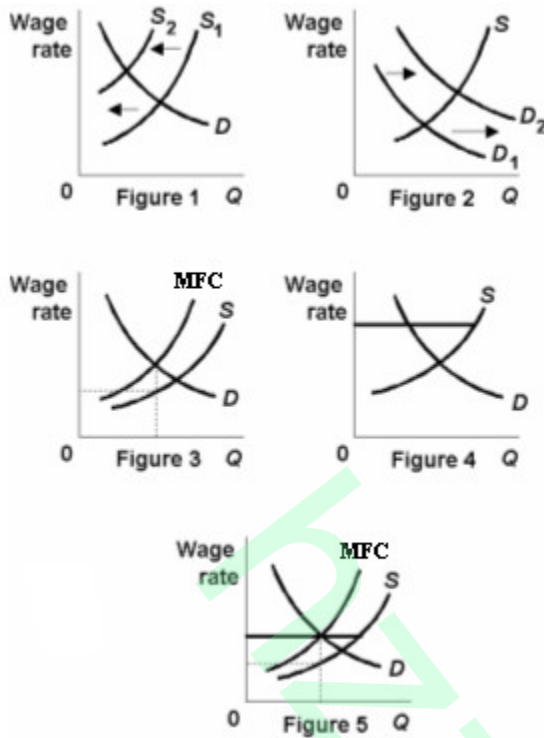 Wage rate
S2
S1
D
0
Figure 1
Q
Wage rate
S
D2
D1
0
Figure 2
Q
Wage rate
MFC
S
D
0
Figure 3
Q
Wage rate
S
D
0
Figure 4
Q
Wage rate
MFC
S
D
0
Figure 5
Q